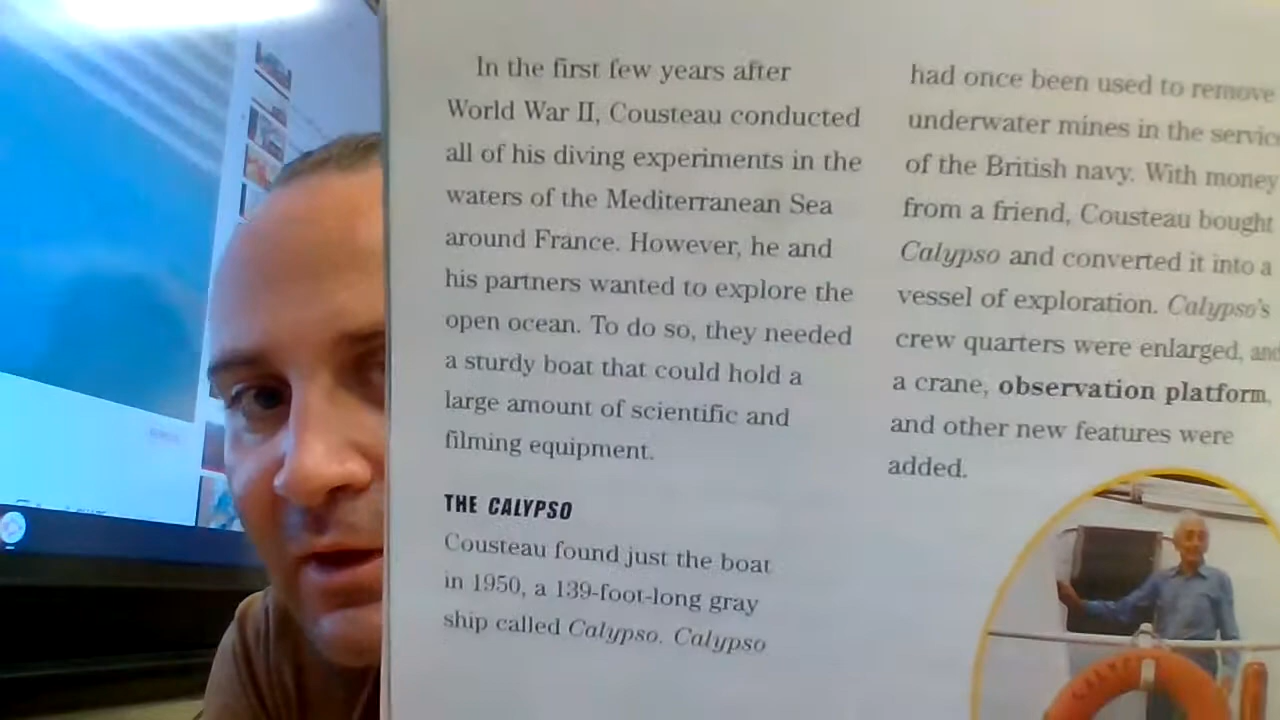 In the first few years after
World War II, Cousteau conducted
all of his diving experiments in the
waters of the Mediterranean Sea
around France. However, he and
his partners wanted to explore the
open ocean. To do so, they needed
a sturdy boat that could hold a
large amount of scientific and
filming equipment.
THE CALYPSO
Cousteau found just the boat
in 1950, a 139-foot-long gray
ship called Calypso. Calypso
had once been used to remove
underwater mines in the
of the British navy. With money
from a friend, Cousteau bought
Calypso and converted it into a
vessel of exploration. Calypso's
crew quarters were enlarged, and
a crane, observation platform,
and other new features were
added.